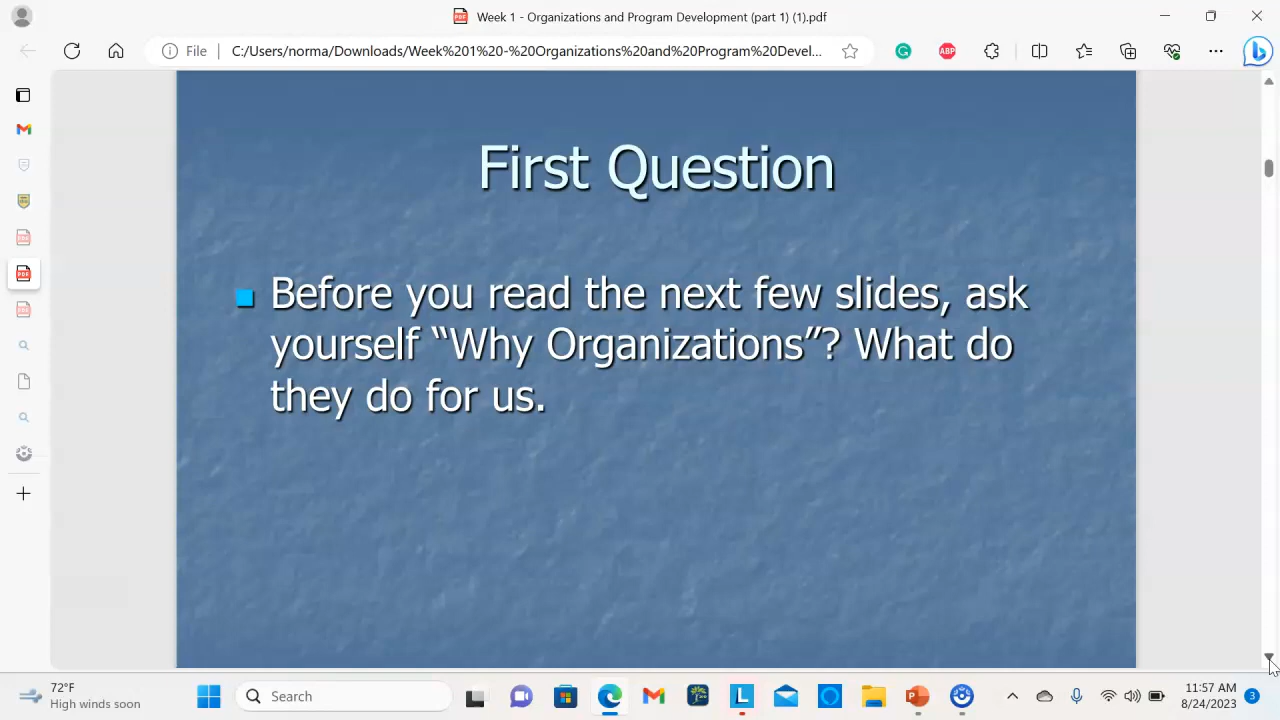 Week 1 - Organizations and Program Development (part 1) (1).pdf
File
C:/Users/norma/Downloads/Week%201%20-%20Organizations%20and%20Program%20Devel...
ABP
First Question
Before you read the next few slides, ask
yourself “Why Organizations”? What do
they do for us.
72°F
High winds soon
Search
11:57 AM
8/24/2023
3